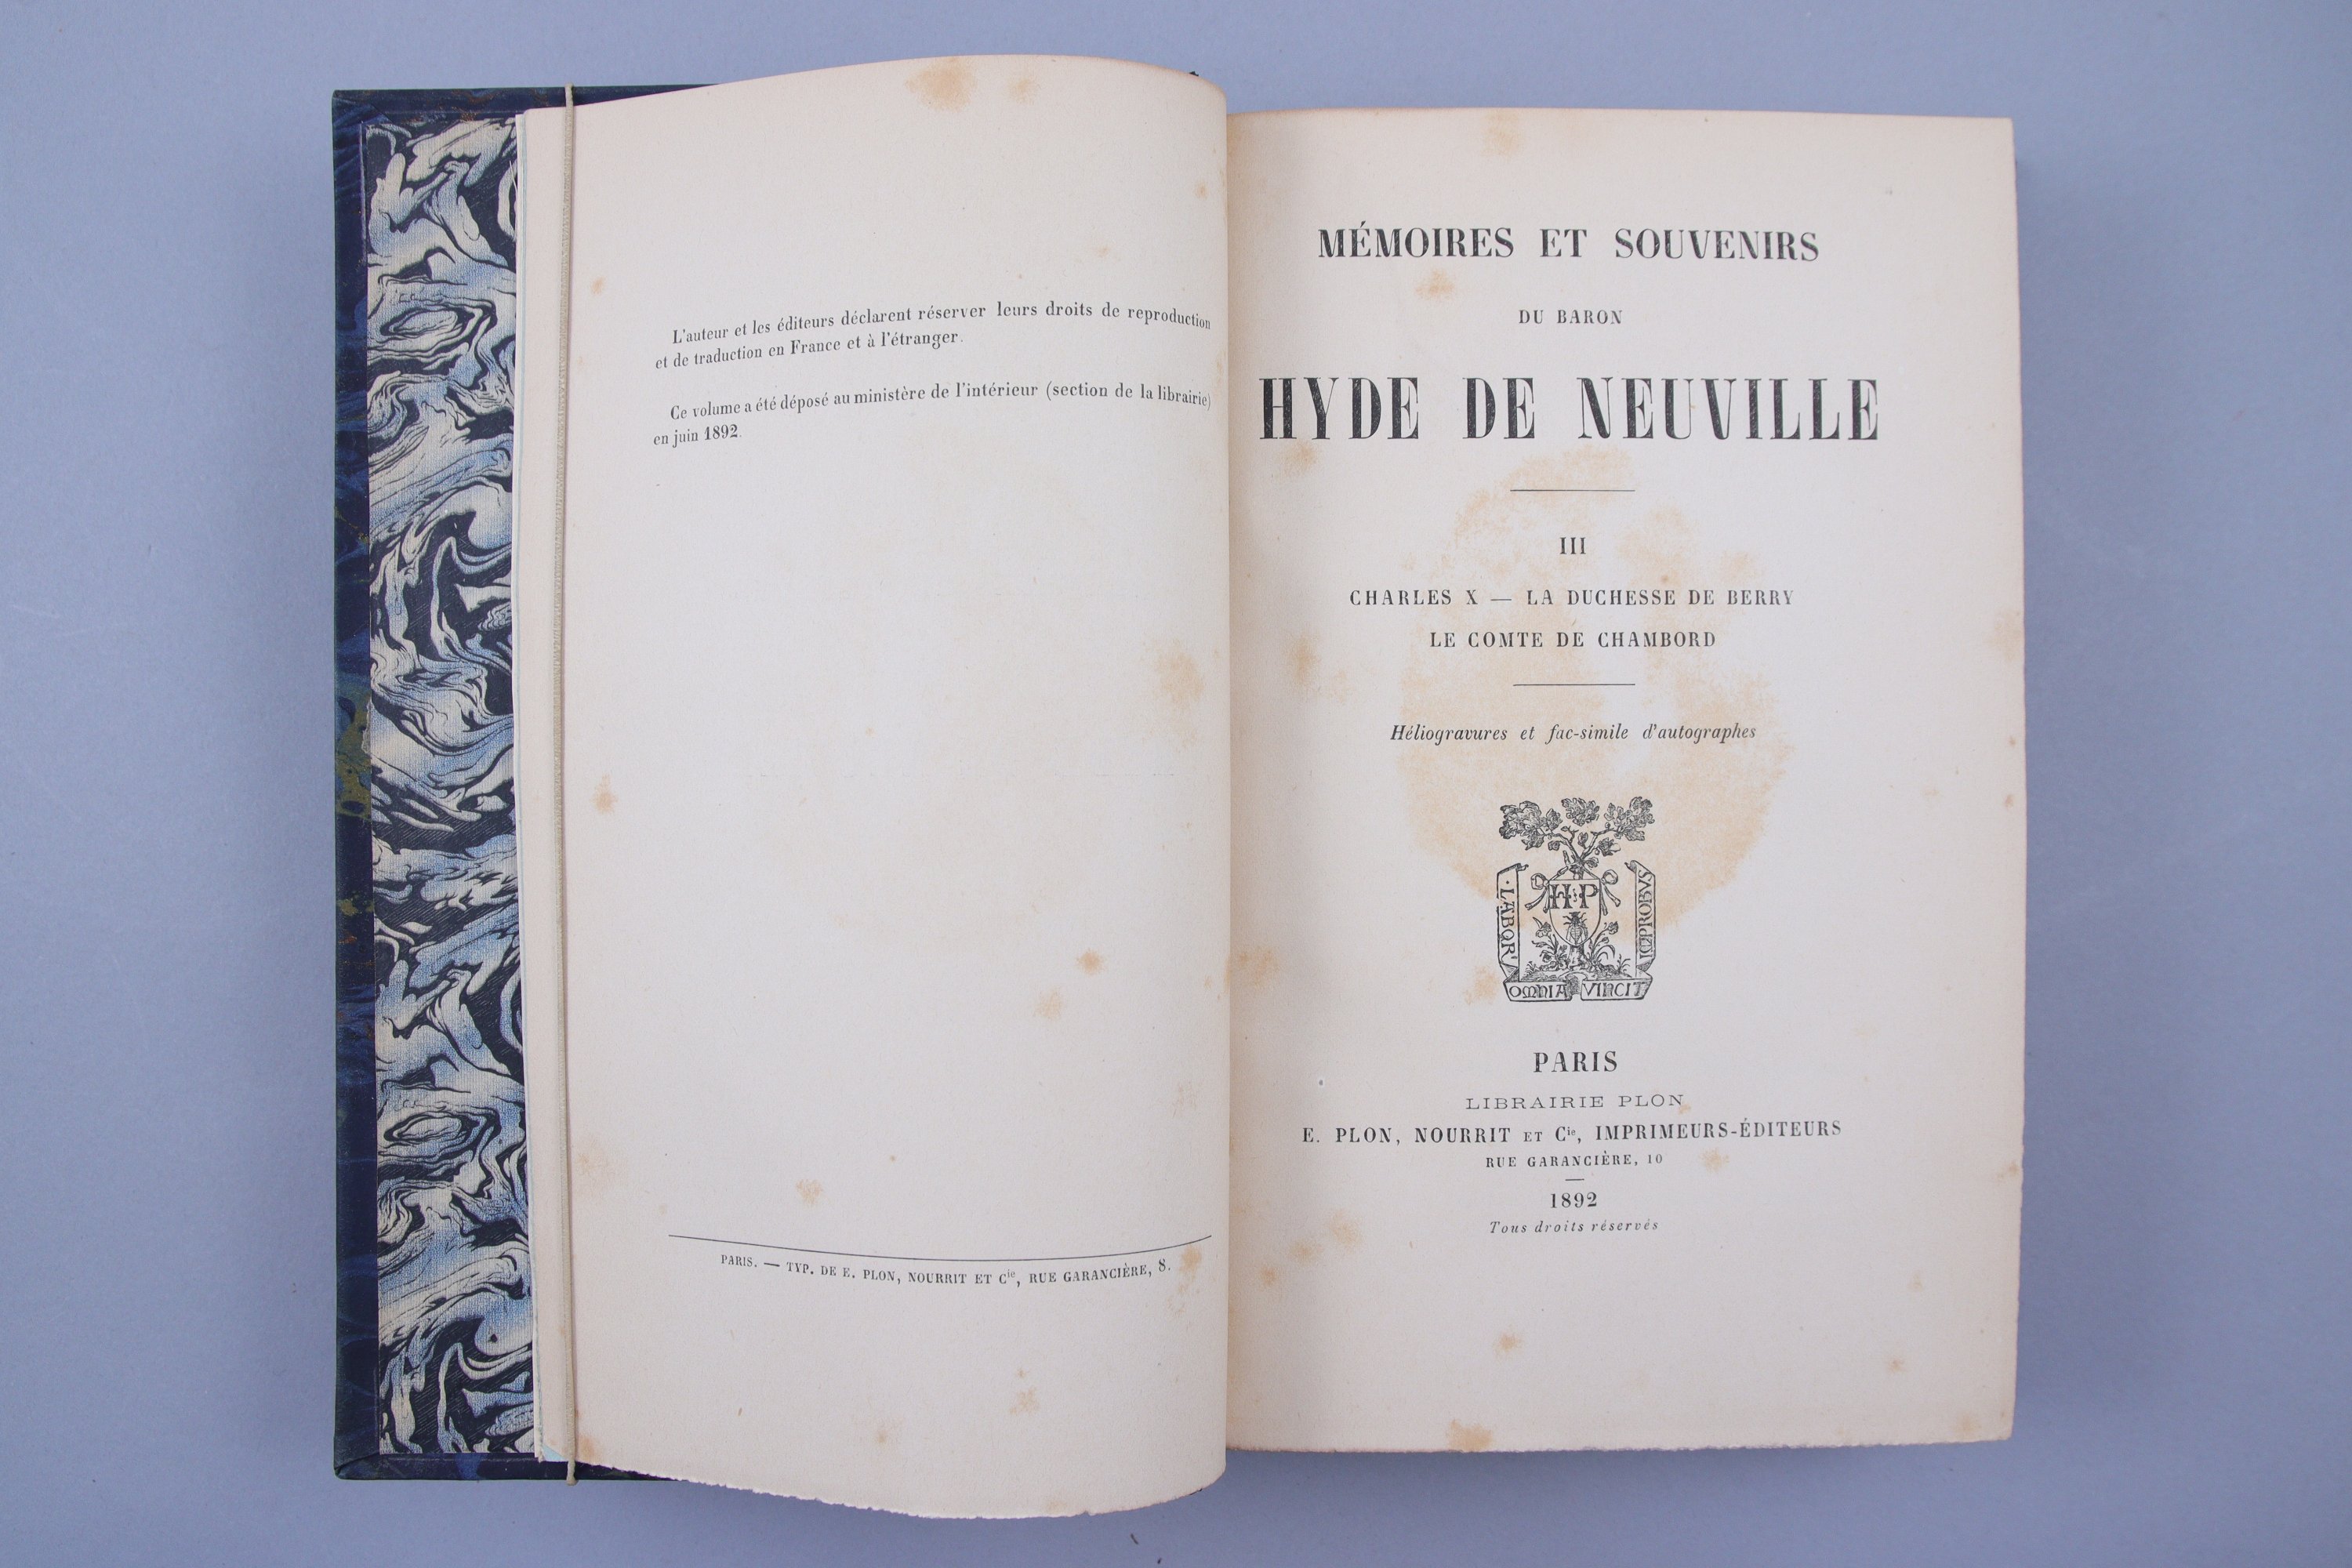 L'auteur et les éditeurs déclarent réserver leurs droits de reproduction
et de traduction en France et à l'étranger.
Ce volume a été déposé au ministère de l'intérieur (section de la librairie)
en juin 1892.
PARIS. — TYP. DE E. PLON, NOURRIT ET Cie, RUE GARANCIÈRE, 8.
MÉMOIRES ET SOUVENIRS
DU BARON
HYDE DE NEUVILLE
III
CHARLES X — LA DUCHESSE DE BERRY
LE COMTE DE CHAMBORD
Héliogravures et fac-simile d'autographes
H P
LABOR
OMNIA VINCIT
IMPROBUS
PARIS
LIBRAIRIE PLON
E. PLON, NOURRIT ET Cie, IMPRIMEURS-ÉDITEURS
RUE GARANCIÈRE, 10
1892
Tous droits réservés